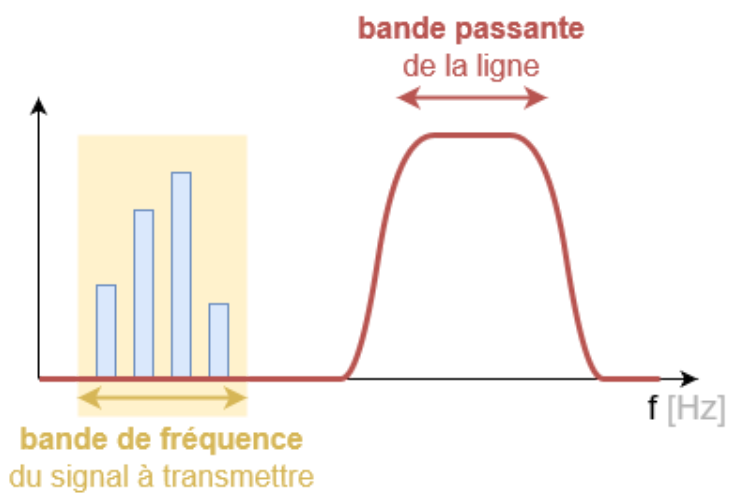 bande passante
de la ligne
f [Hz]
bande de fréquence
du signal à transmettre